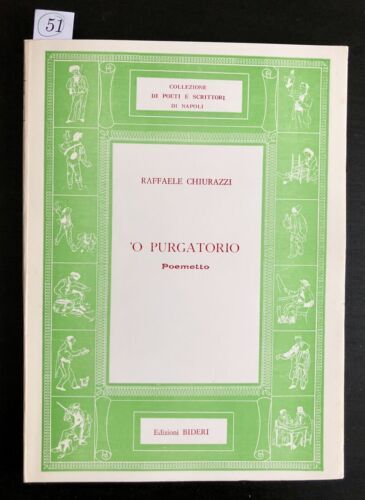 51
COLLEZIONE
DI POETI E SCRITTORI
DI NAPOLI
RAFFAELE CHIURAZZI
'O PURGATORIO
Poemetto
Edizioni BIDERI